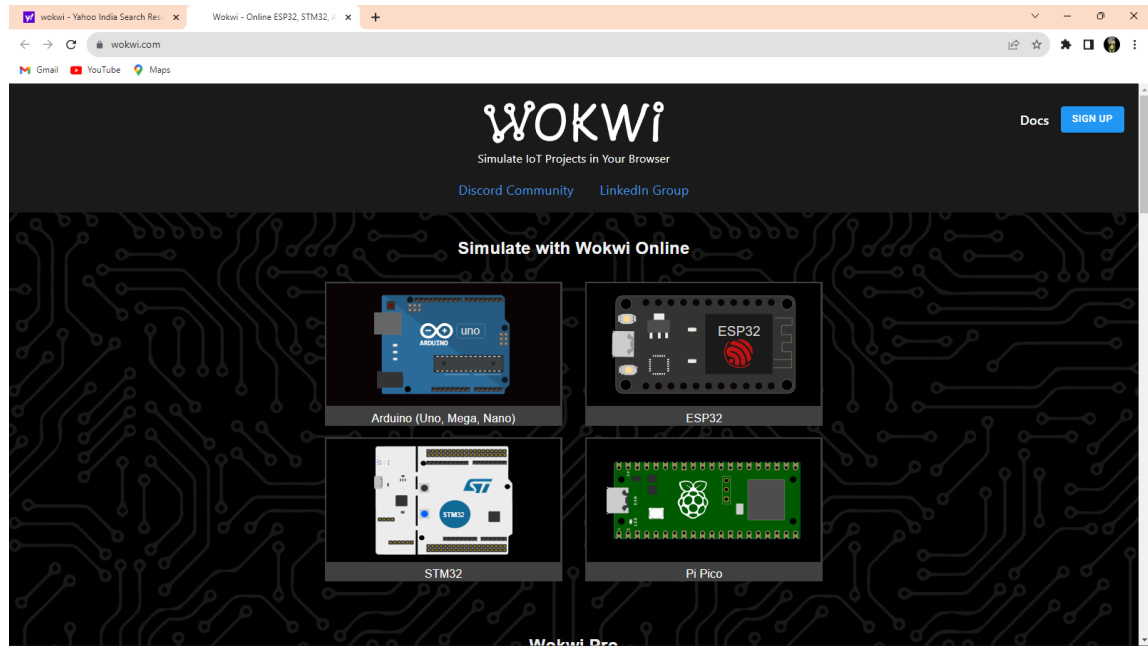 wokwi - Yahoo India Search Res
Wokwi - Online ESP32, STM32, A
wokwi.com
Gmail YouTube Maps
WOKWi
Simulate IoT Projects in Your Browser
Docs SIGN UP
Discord Community LinkedIn Group
Simulate with Wokwi Online
uno
ARDUINO
ESP32
Arduino (Uno, Mega, Nano)
ESP32
ST
STM32
STM32
Pi Pico
Wokwi Pro